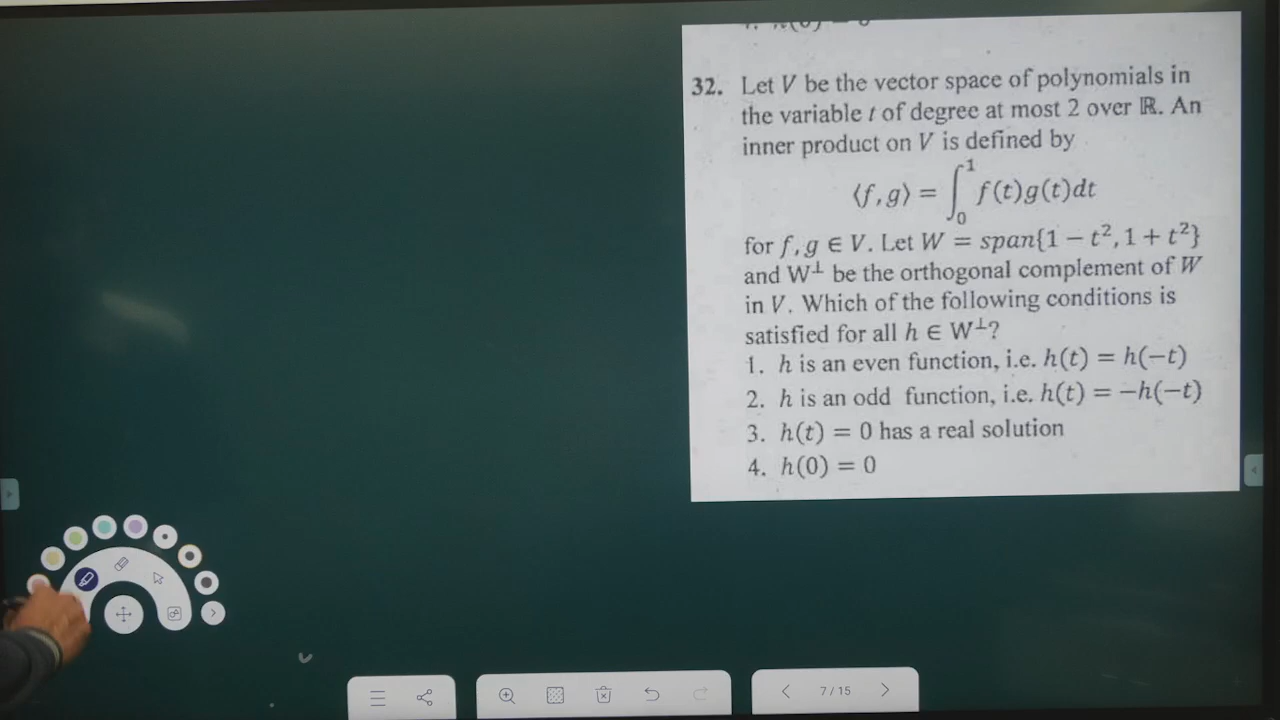 32. Let V be the vector space of polynomials in
the variable t of degree at most 2 over ℝ. An
inner product on V is defined by
⟨f, g⟩ = ∫₀¹ f(t)g(t)dt
for f, g ∈ V. Let W = span{1 − t², 1 + t²}
and W⊥ be the orthogonal complement of W
in V. Which of the following conditions is
satisfied for all h ∈ W⊥?
1. h is an even function, i.e. h(t) = h(−t)
2. h is an odd function, i.e. h(t) = −h(−t)
3. h(t) = 0 has a real solution
4. h(0) = 0
7 / 15